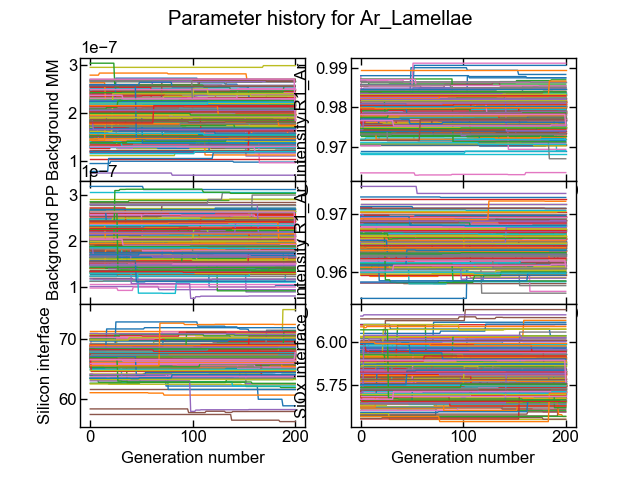 Parameter history for Ar_Lamellae
1e−7
3
2
1
Background MM
0.99
0.98
0.97
intensity R1_Ar
1e−7
3
2
1
Background PP
0.97
0.96
intensity R1_Ar
70
60
Silicon interface
6.00
5.75
SiOx interface
0 100 200
Generation number
0 100 200
Generation number